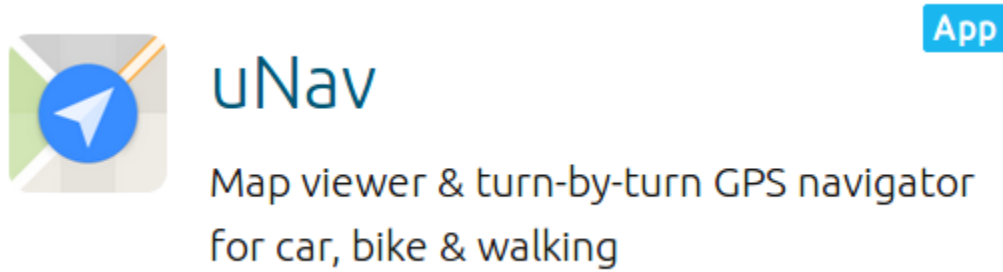 App
uNav
Map viewer & turn-by-turn GPS navigator
for car, bike & walking